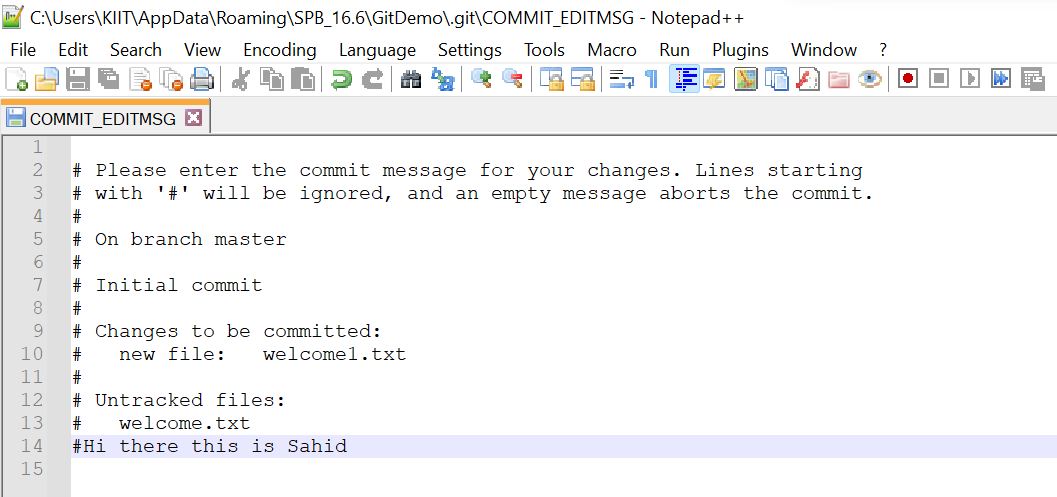 C:\Users\KIIT\AppData\Roaming\SPB_16.6\GitDemo\.git\COMMIT_EDITMSG - Notepad++
File Edit Search View Encoding Language Settings Tools Macro Run Plugins Window ?
COMMIT_EDITMSG
1
2 # Please enter the commit message for your changes. Lines starting
3 # with '#' will be ignored, and an empty message aborts the commit.
4 #
5 # On branch master
6 #
7 # Initial commit
8 #
9 # Changes to be committed:
10 #   new file:   welcome1.txt
11 #
12 # Untracked files:
13 #   welcome.txt
14 #Hi there this is Sahid
15